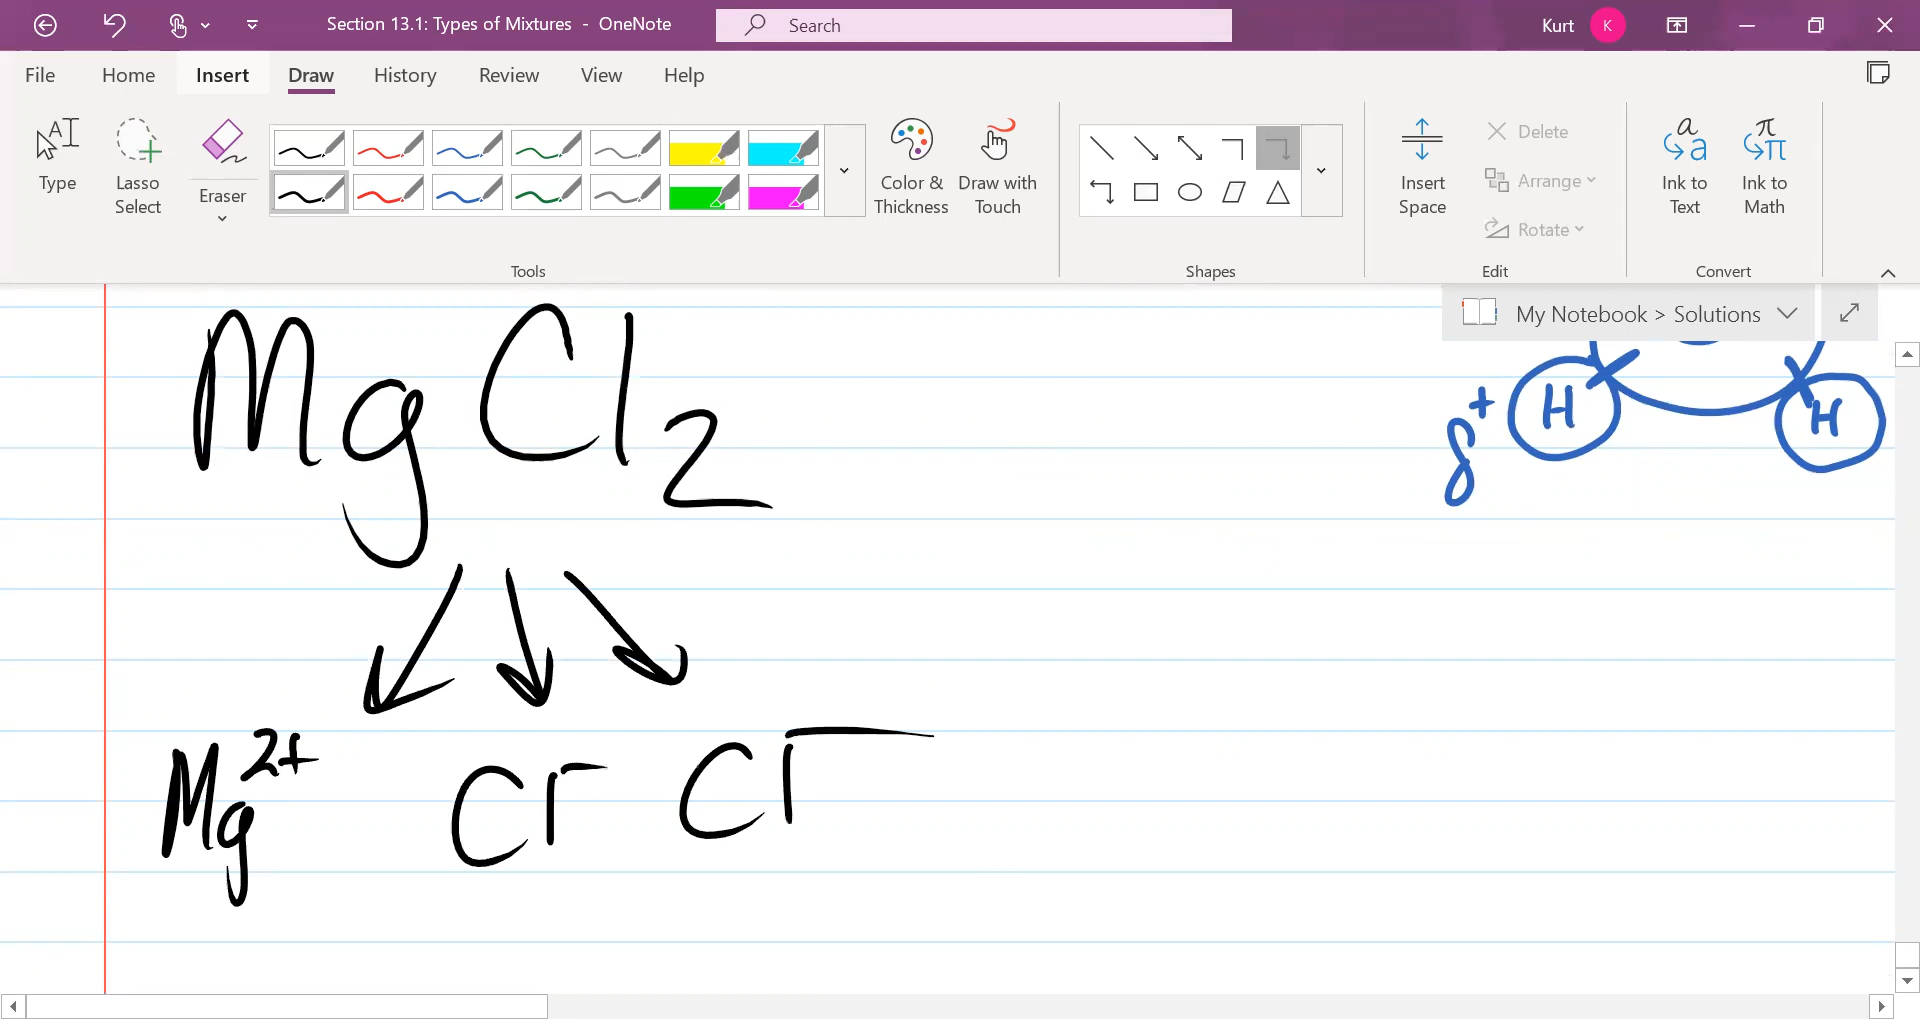 Section 13.1: Types of Mixtures - OneNote
Search
Kurt K
File Home Insert Draw History Review View Help
Type
Lasso Select
Eraser
Color & Thickness
Draw with Touch
Insert Space
Delete
Arrange
Rotate
a a
Ink to Text
π π
Ink to Math
Tools Shapes Edit Convert
My Notebook > Solutions
MgCl₂
δ⁺ H H
Mg²⁺ Cl⁻ Cl⁻